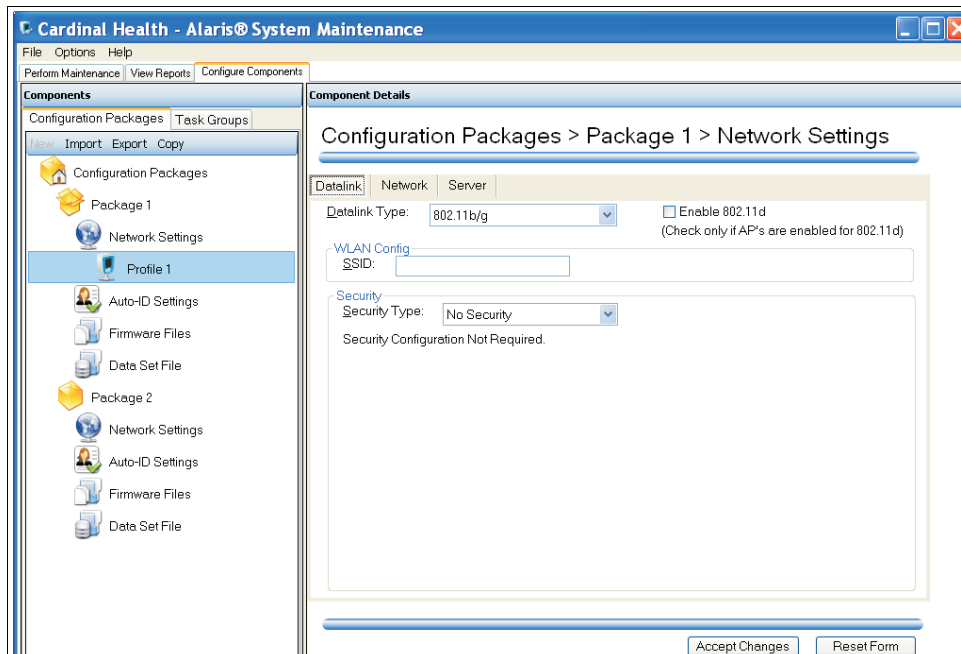 Cardinal Health - Alaris® System Maintenance
File Options Help
Perform Maintenance View Reports Configure Components
Components
Configuration Packages Task Groups
New Import Export Copy
Configuration Packages
Package 1
Network Settings
Profile 1
Auto-ID Settings
Firmware Files
Data Set File
Package 2
Network Settings
Auto-ID Settings
Firmware Files
Data Set File
Component Details
Configuration Packages > Package 1 > Network Settings
Datalink Network Server
Datalink Type: 802.11b/g
Enable 802.11d
(Check only if AP's are enabled for 802.11d)
WLAN Config
SSID:
Security
Security Type: No Security
Security Configuration Not Required.
Accept Changes Reset Form